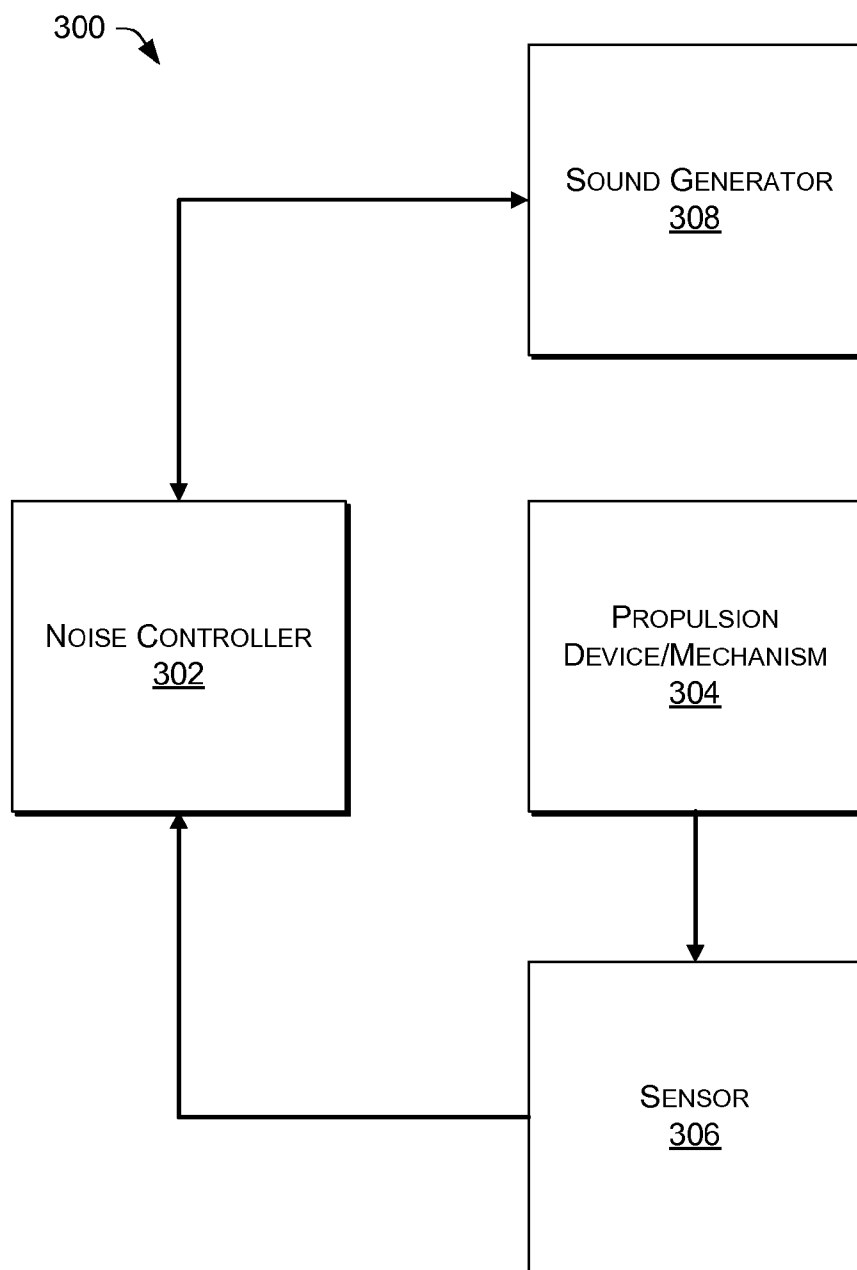 300
SOUND GENERATOR
308
NOISE CONTROLLER
302
PROPULSION
DEVICE/MECHANISM
304
SENSOR
306